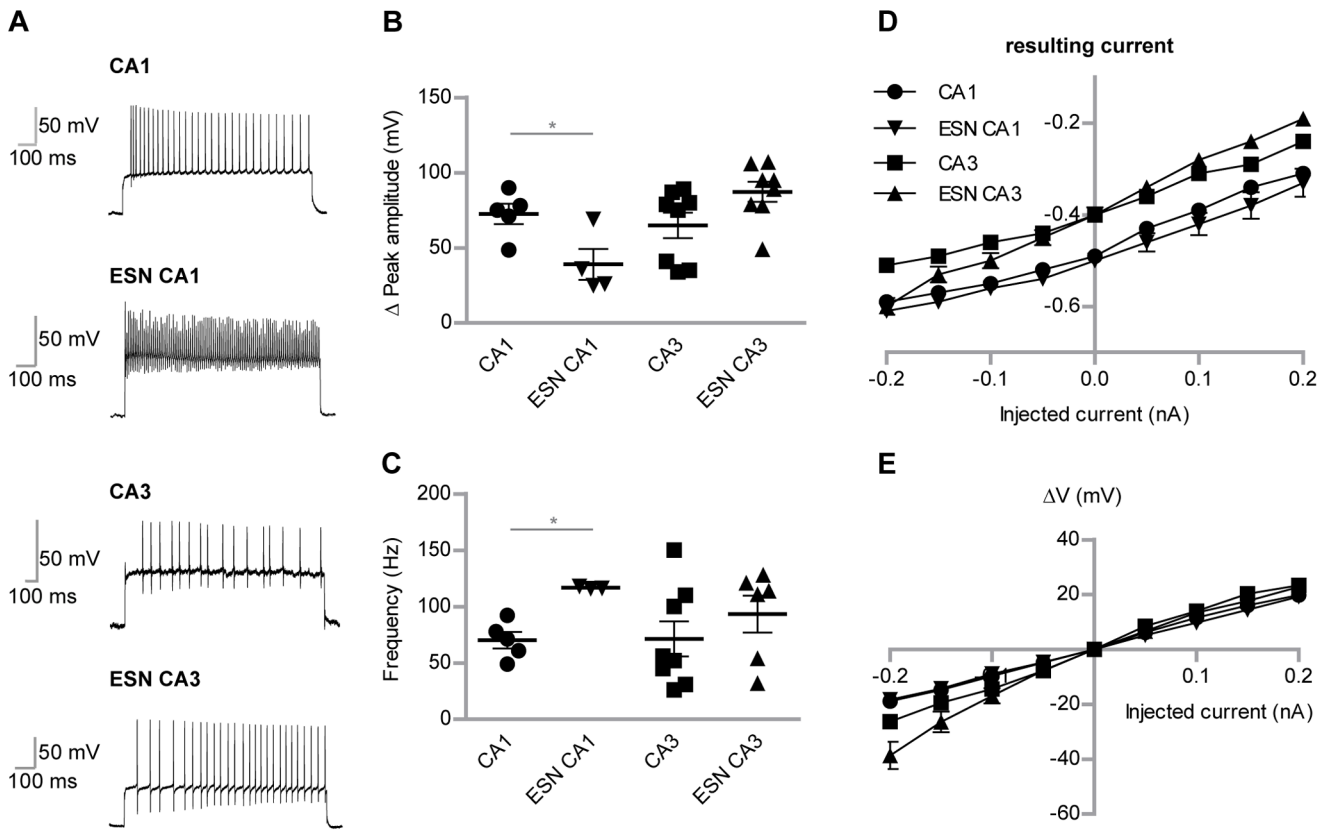 A
CA1
50 mV
100 ms
ESN CA1
50 mV
100 ms
CA3
50 mV
100 ms
ESN CA3
50 mV
100 ms
B
Δ Peak amplitude (mV)
150
100
50
0
*
CA1
ESN CA1
CA3
ESN CA3
C
Frequency (Hz)
200
150
100
50
0
*
CA1
ESN CA1
CA3
ESN CA3
D
resulting current
CA1
ESN CA1
CA3
ESN CA3
-0.2
-0.4
-0.6
-0.2
-0.1
0.0
0.1
0.2
Injected current (nA)
E
ΔV (mV)
40
20
-20
-40
-60
-0.2
0.1
0.2
Injected current (nA)